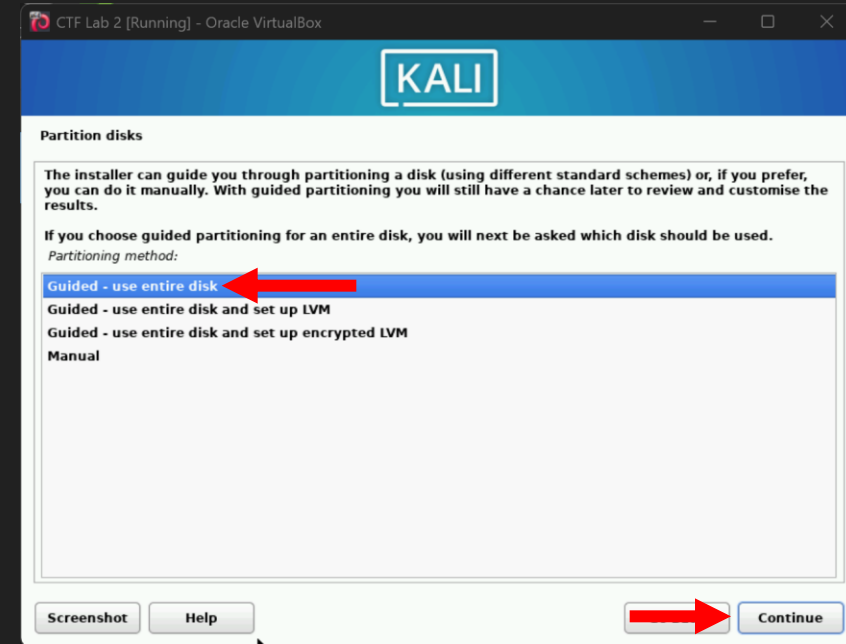 CTF Lab 2 [Running] - Oracle VirtualBox
KALI
Partition disks
The installer can guide you through partitioning a disk (using different standard schemes) or, if you prefer,
you can do it manually. With guided partitioning you will still have a chance later to review and customise the
results.
If you choose guided partitioning for an entire disk, you will next be asked which disk should be used.
Partitioning method:
Guided - use entire disk
Guided - use entire disk and set up LVM
Guided - use entire disk and set up encrypted LVM
Manual
Screenshot Help Continue